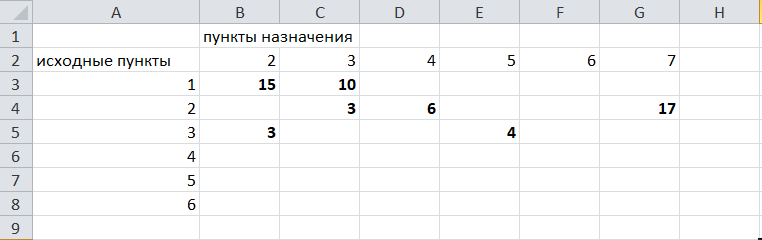 A B C D E F G H
1 пункты назначения
2 исходные пункты 2 3 4 5 6 7
3 1 15 10
4 2 3 6 17
5 3 3 4
6 4
7 5
8 6
9